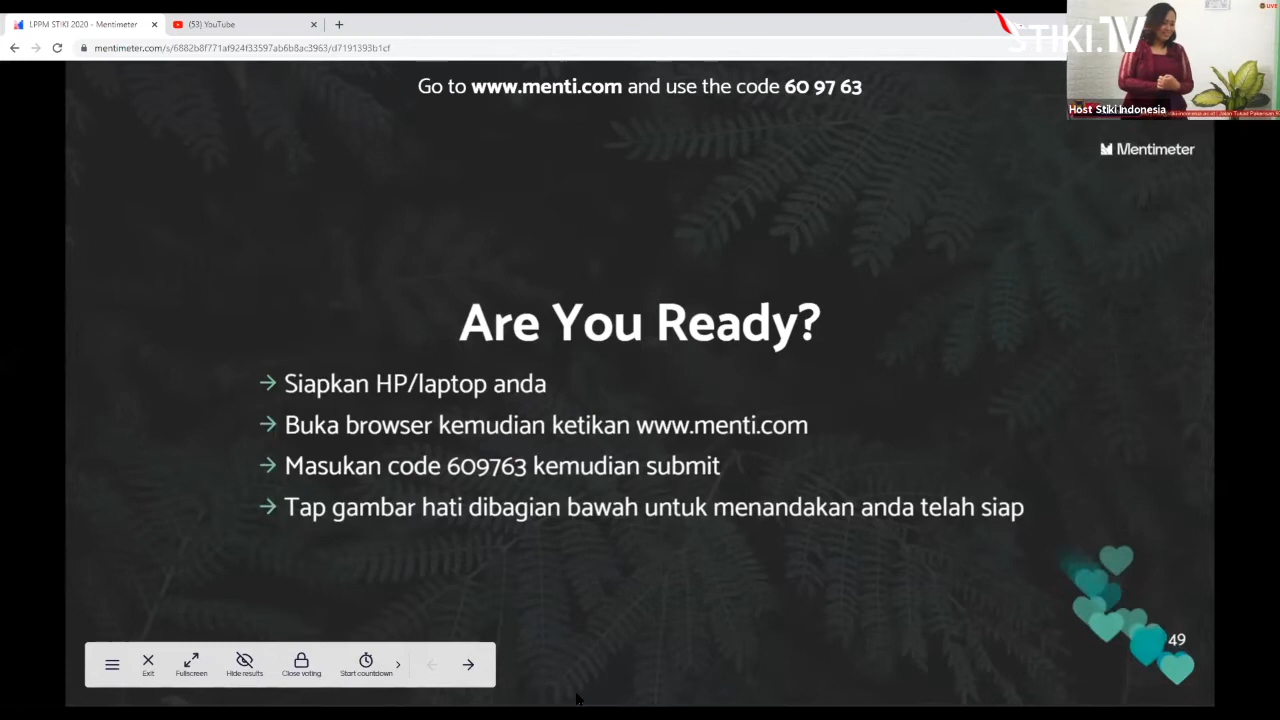 LPPM STIKI 2020 - Mentimeter
(53) YouTube
mentimeter.com/s/6882b8f771af924f33597ab6b8ac3963/d7191393b1cf
STIKI.TV
LIVE
Host Stiki Indonesia
Go to www.menti.com and use the code 60 97 63
Mentimeter
Are You Ready?
→ Siapkan HP/laptop anda
→ Buka browser kemudian ketikan www.menti.com
→ Masukan code 609763 kemudian submit
→ Tap gambar hati dibagian bawah untuk menandakan anda telah siap
49
Exit
Fullscreen
Hide results
Close voting
Start countdown